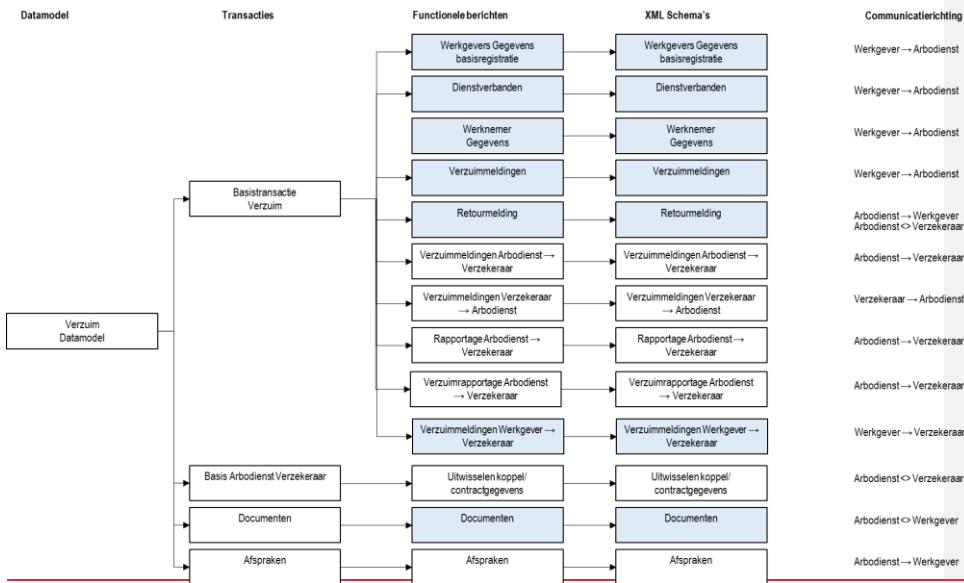 Datamodel
Transacties
Functionele berichten
XML Schema's
Communicatierichting
Werkgevers Gegevens
basisregistratie
Werkgevers Gegevens
basisregistratie
Werkgever → Arbodienst
Dienstverbanden
Dienstverbanden
Werkgever → Arbodienst
Werknemer
Gegevens
Werknemer
Gegevens
Werkgever → Arbodienst
Basistransactie
Verzuim
Verzuimmeldingen
Verzuimmeldingen
Werkgever → Arbodienst
Retourmelding
Retourmelding
Arbodienst → Werkgever
Arbodienst <> Verzekeraar
Verzuimmeldingen Arbodienst →
Verzekeraar
Verzuimmeldingen Arbodienst →
Verzekeraar
Arbodienst → Verzekeraar
Verzuimmeldingen Verzekeraar
→ Arbodienst
Verzuimmeldingen Verzekeraar
→ Arbodienst
Verzekeraar → Arbodienst
Verzuim
Datamodel
Rapportage Arbodienst →
Verzekeraar
Rapportage Arbodienst →
Verzekeraar
Arbodienst → Verzekeraar
Verzuimrapportage Arbodienst
→ Verzekeraar
Verzuimrapportage Arbodienst
→ Verzekeraar
Arbodienst → Verzekeraar
Verzuimmeldingen Werkgever →
Verzekeraar
Verzuimmeldingen Werkgever →
Verzekeraar
Werkgever → Verzekeraar
Basis Arbodienst Verzekeraar
Uitwisselen koppel/
contractgegevens
Uitwisselen koppel/
contractgegevens
Arbodienst <> Verzekeraar
Documenten
Documenten
Documenten
Arbodienst <> Werkgever
Afspraken
Afspraken
Afspraken
Arbodienst → Werkgever